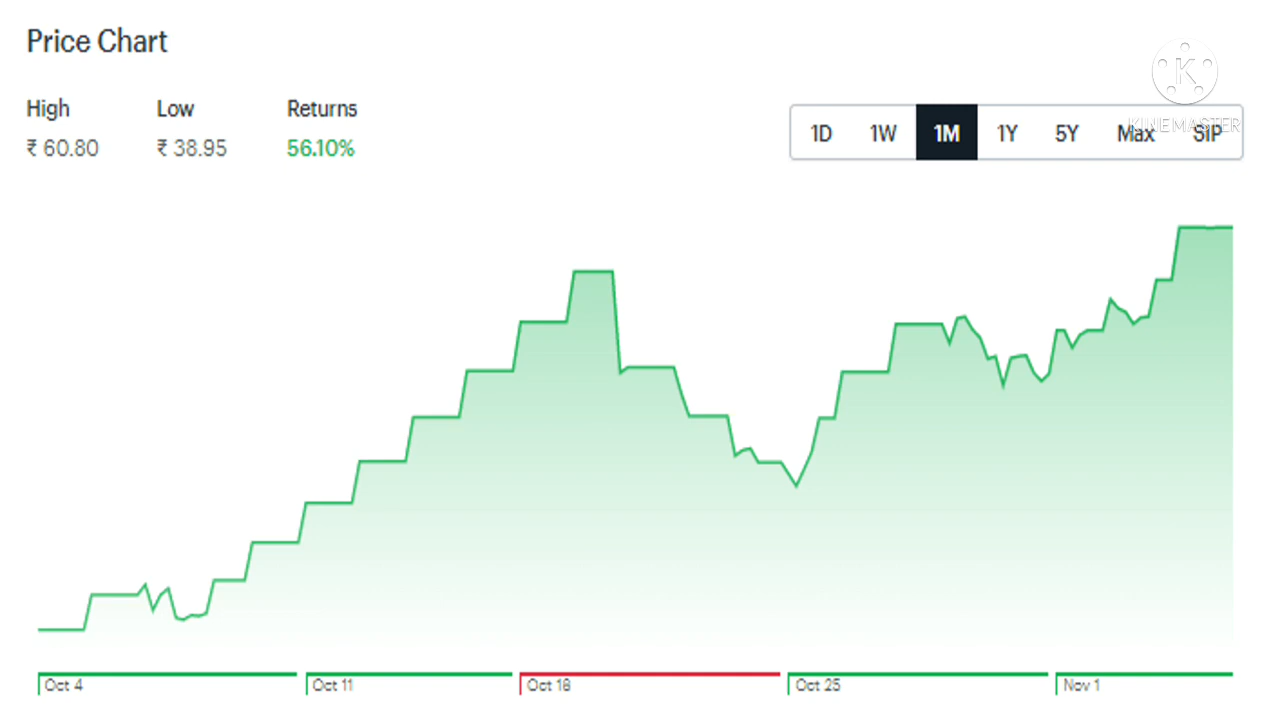 Price Chart
High Low Returns
₹ 60.80 ₹ 38.95 56.10%
1D 1W 1M 1Y 5Y Max SIP
K
KINEMASTER
Oct 4 Oct 11 Oct 18 Oct 25 Nov 1